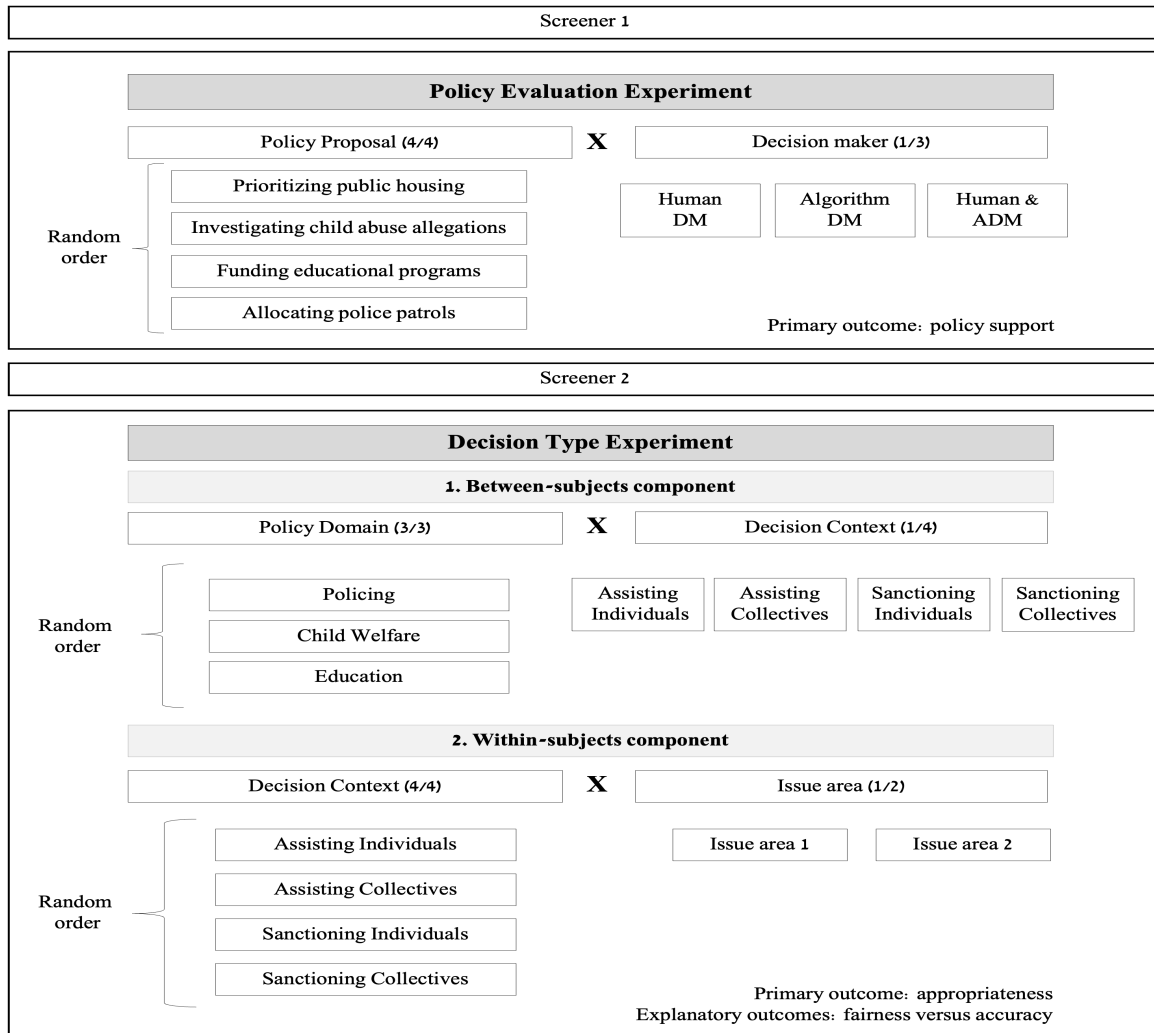 Screener 1
Policy Evaluation Experiment
Policy Proposal (4/4)
X
Decision maker (1/3)
Random
order
Prioritizing public housing
Investigating child abuse allegations
Funding educational programs
Allocating police patrols
Human
DM
Algorithm
DM
Human &
ADM
Primary outcome: policy support
Screener 2
Decision Type Experiment
1. Between-subjects component
Policy Domain (3/3)
X
Decision Context (1/4)
Random
order
Policing
Child Welfare
Education
Assisting
Individuals
Assisting
Collectives
Sanctioning
Individuals
Sanctioning
Collectives
2. Within-subjects component
Decision Context (4/4)
X
Issue area (1/2)
Random
order
Assisting Individuals
Assisting Collectives
Sanctioning Individuals
Sanctioning Collectives
Issue area 1
Issue area 2
Primary outcome: appropriateness
Explanatory outcomes: fairness versus accuracy